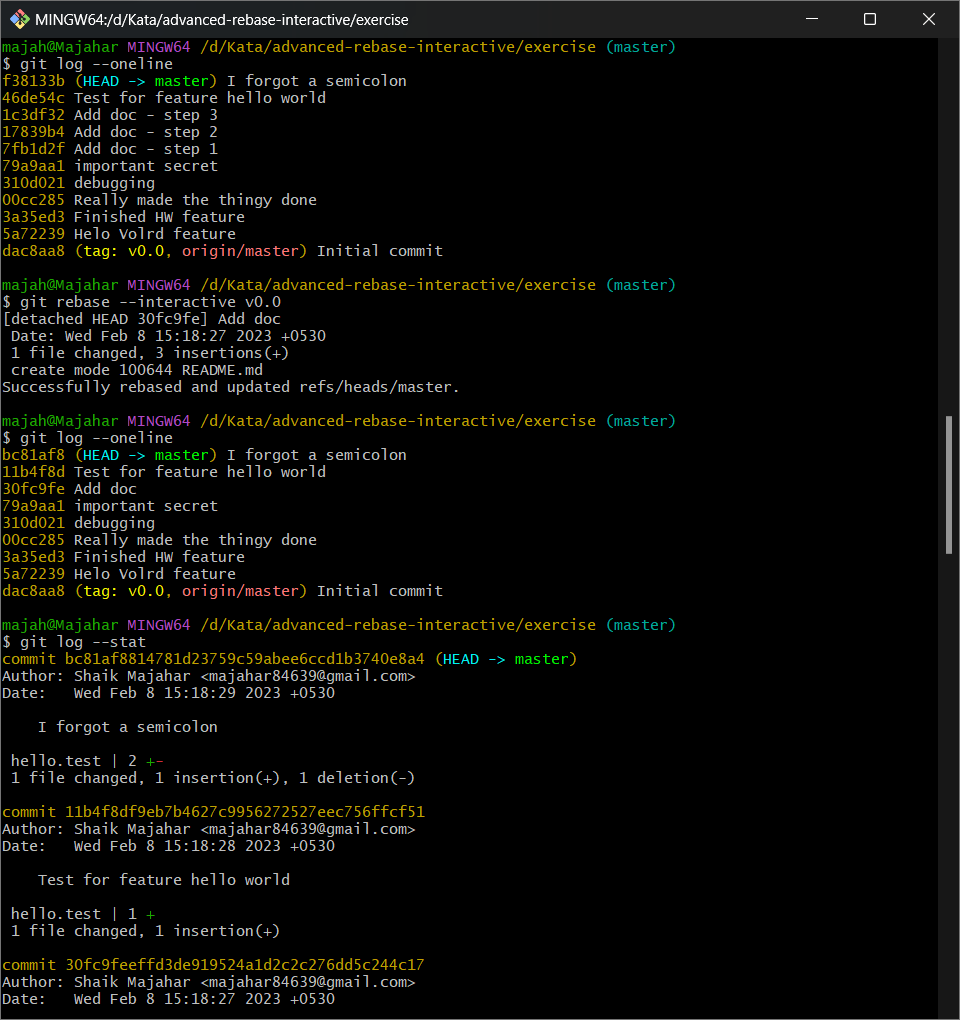 MINGW64:/d/Kata/advanced-rebase-interactive/exercise
majah@Majahar MINGW64 /d/Kata/advanced-rebase-interactive/exercise (master)
$ git log --oneline
f38133b (HEAD -> master) I forgot a semicolon
46de54c Test for feature hello world
1c3df32 Add doc - step 3
17839b4 Add doc - step 2
7fb1d2f Add doc - step 1
79a9aa1 important secret
310d021 debugging
00cc285 Really made the thingy done
3a35ed3 Finished HW feature
5a72239 Helo Volrd feature
dac8aa8 (tag: v0.0, origin/master) Initial commit
majah@Majahar MINGW64 /d/Kata/advanced-rebase-interactive/exercise (master)
$ git rebase --interactive v0.0
[detached HEAD 30fc9fe] Add doc
 Date: Wed Feb 8 15:18:27 2023 +0530
 1 file changed, 3 insertions(+)
 create mode 100644 README.md
Successfully rebased and updated refs/heads/master.
majah@Majahar MINGW64 /d/Kata/advanced-rebase-interactive/exercise (master)
$ git log --oneline
bc81af8 (HEAD -> master) I forgot a semicolon
11b4f8d Test for feature hello world
30fc9fe Add doc
79a9aa1 important secret
310d021 debugging
00cc285 Really made the thingy done
3a35ed3 Finished HW feature
5a72239 Helo Volrd feature
dac8aa8 (tag: v0.0, origin/master) Initial commit
majah@Majahar MINGW64 /d/Kata/advanced-rebase-interactive/exercise (master)
$ git log --stat
commit bc81af8814781d23759c59abee6ccd1b3740e8a4 (HEAD -> master)
Author: Shaik Majahar <majahar84639@gmail.com>
Date:   Wed Feb 8 15:18:29 2023 +0530
    I forgot a semicolon
 hello.test | 2 +-
 1 file changed, 1 insertion(+), 1 deletion(-)
commit 11b4f8df9eb7b4627c9956272527eec756ffcf51
Author: Shaik Majahar <majahar84639@gmail.com>
Date:   Wed Feb 8 15:18:28 2023 +0530
    Test for feature hello world
 hello.test | 1 +
 1 file changed, 1 insertion(+)
commit 30fc9feeffd3de919524a1d2c2c276dd5c244c17
Author: Shaik Majahar <majahar84639@gmail.com>
Date:   Wed Feb 8 15:18:27 2023 +0530